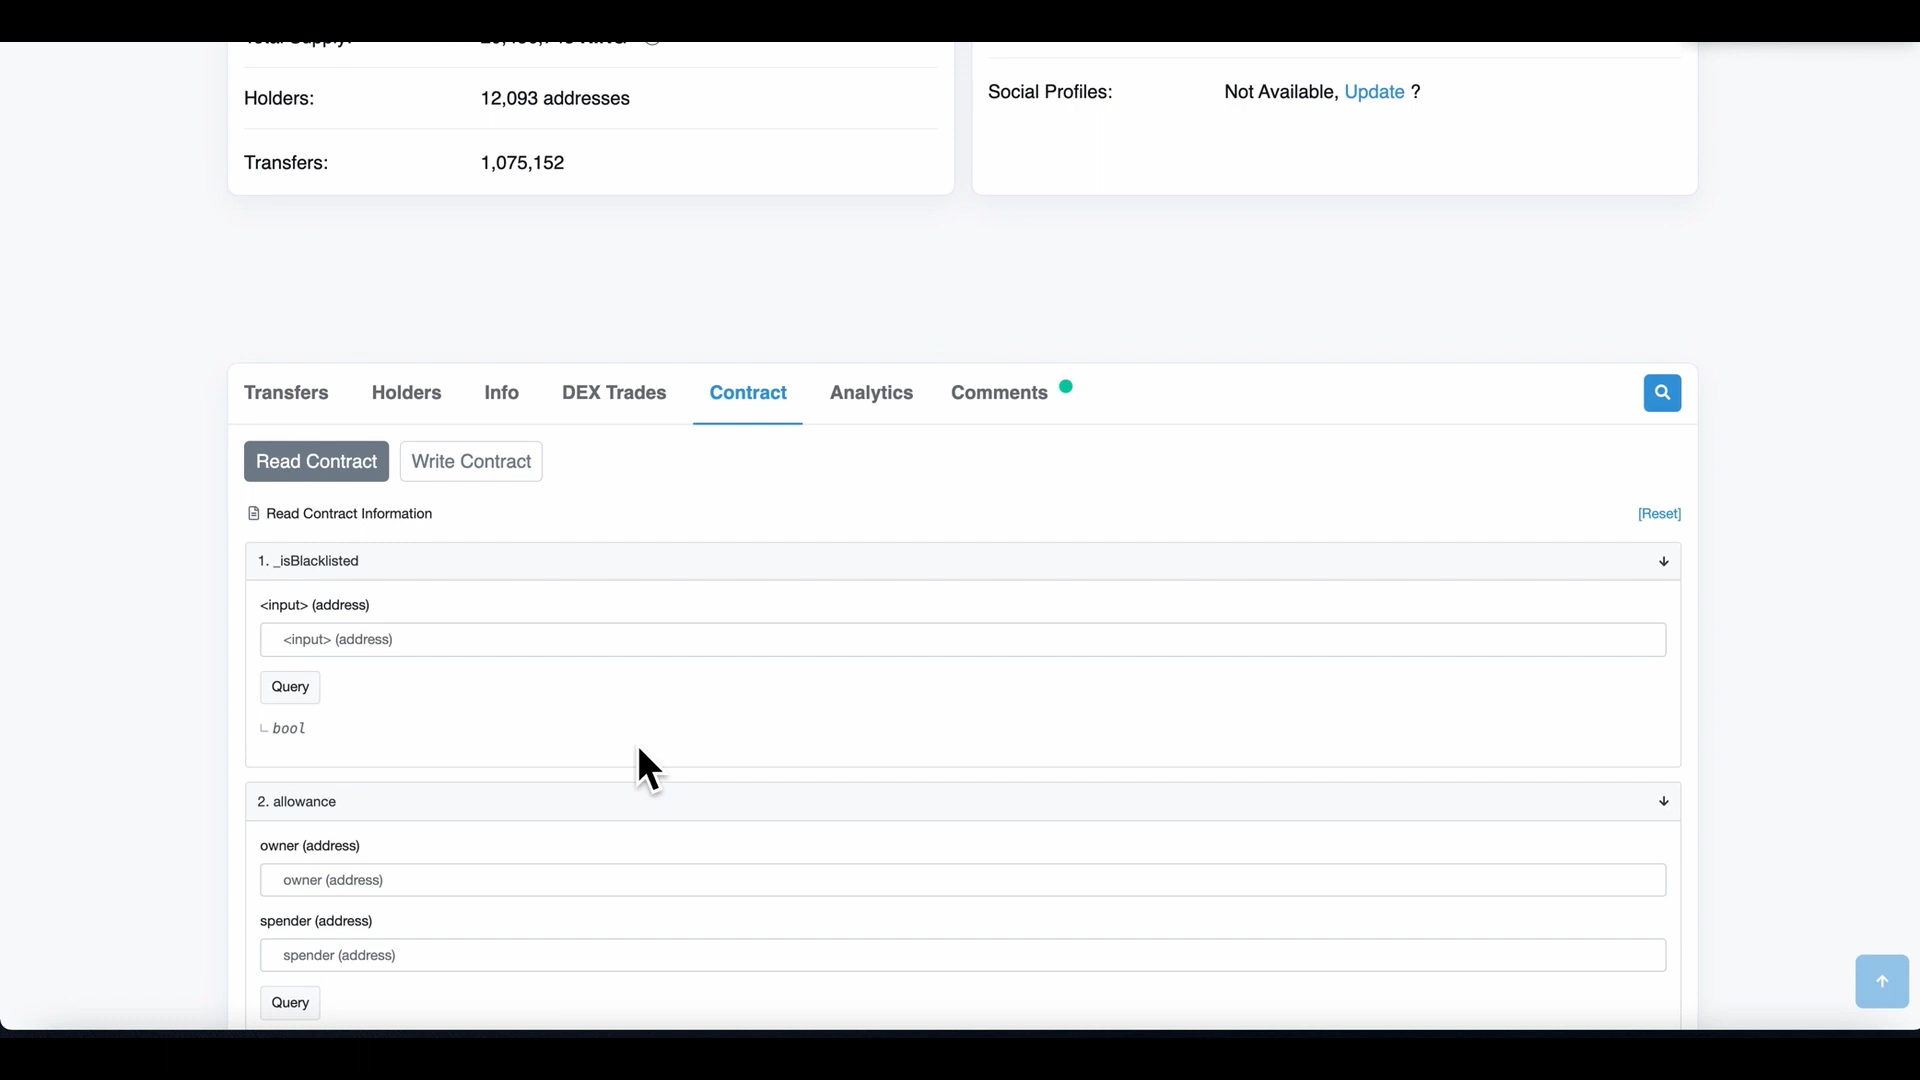 Holders: 12,093 addresses
Transfers: 1,075,152
Social Profiles: Not Available, Update ?
Transfers Holders Info DEX Trades Contract Analytics Comments
Read Contract Write Contract
Read Contract Information [Reset]
1. _isBlacklisted
<input> (address)
<input> (address)
Query
bool
2. allowance
owner (address)
owner (address)
spender (address)
spender (address)
Query